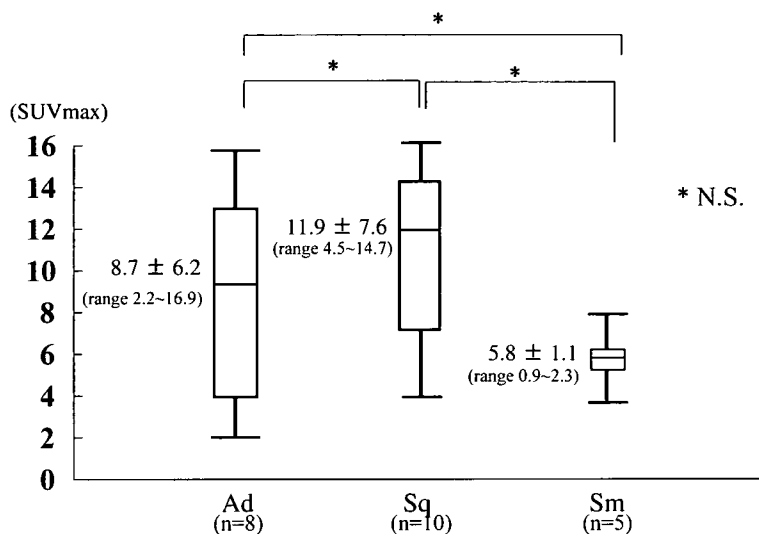 *
*
*
(SUVmax)
16
14
12
10
8
6
4
2
0
8.7 ± 6.2
(range 2.2~16.9)
11.9 ± 7.6
(range 4.5~14.7)
5.8 ± 1.1
(range 0.9~2.3)
* N.S.
Ad
(n=8)
Sq
(n=10)
Sm
(n=5)